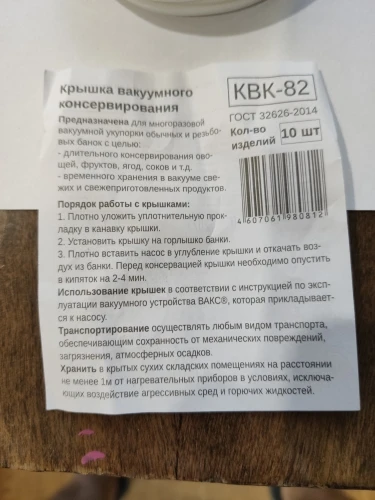 Крышка вакуумного
консервирования
КВК-82
ГОСТ 32626-2014
Кол-во
изделий
10 шт
4607061980812
Предназначена для многоразовой
вакуумной укупорки обычных и резьбо-
вых банок с целью:
- длительного консервирования ово-
щей, фруктов, ягод, соков и т.д.
- временного хранения в вакууме све-
жих и свежеприготовленных продуктов.
Порядок работы с крышками:
1. Плотно уложить уплотнительную прок-
ладку в канавку крышки.
2. Установить крышку на горлышко банки.
3. Плотно вставить насос в углубление крышки и откачать воз-
дух из банки. Перед консервацией крышки необходимо опустить
в кипяток на 2-4 мин.
Использование крышек в соответствии с инструкцией по эксп-
луатации вакуумного устройства ВАКС®, которая прикладывает-
ся к насосу.
Транспортирование осуществлять любым видом транспорта,
обеспечивающим сохранность от механических повреждений,
загрязнения, атмосферных осадков.
Хранить в крытых сухих складских помещениях на расстоянии
не менее 1м от нагревательных приборов в условиях, исключа-
ющих воздействие агрессивных сред и горючих жидкостей.